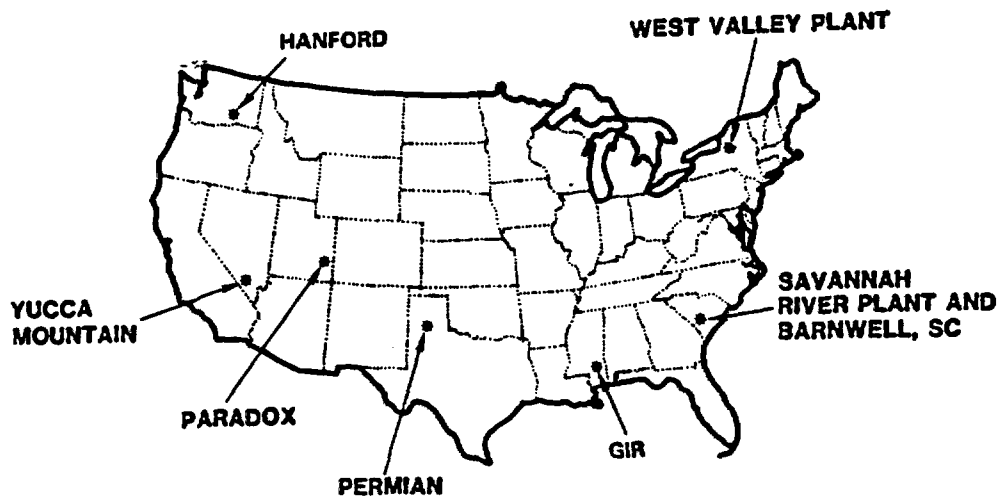 HANFORD
WEST VALLEY PLANT
YUCCA
MOUNTAIN
SAVANNAH
RIVER PLANT AND
BARNWELL, SC
PARADOX
GIR
PERMIAN